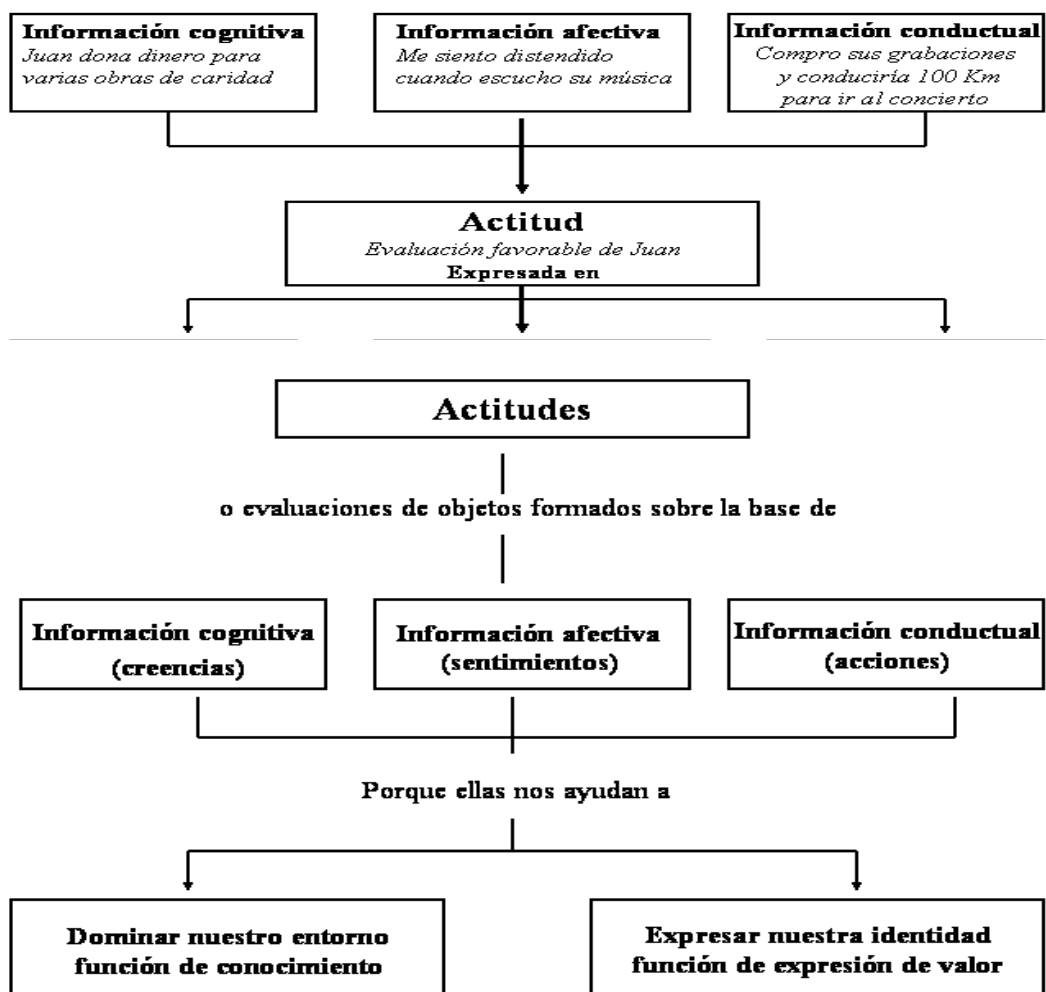 Información cognitiva
Juan dona dinero para
varias obras de caridad
Información afectiva
Me siento distendido
cuando escucho su música
Información conductual
Compro sus grabaciones
y conduciría 100 Km
para ir al concierto
Actitud
Evaluación favorable de Juan
Expresada en
Actitudes
o evaluaciones de objetos formados sobre la base de
Información cognitiva
(creencias)
Información afectiva
(sentimientos)
Información conductual
(acciones)
Porque ellas nos ayudan a
Dominar nuestro entorno
función de conocimiento
Expresar nuestra identidad
función de expresión de valor